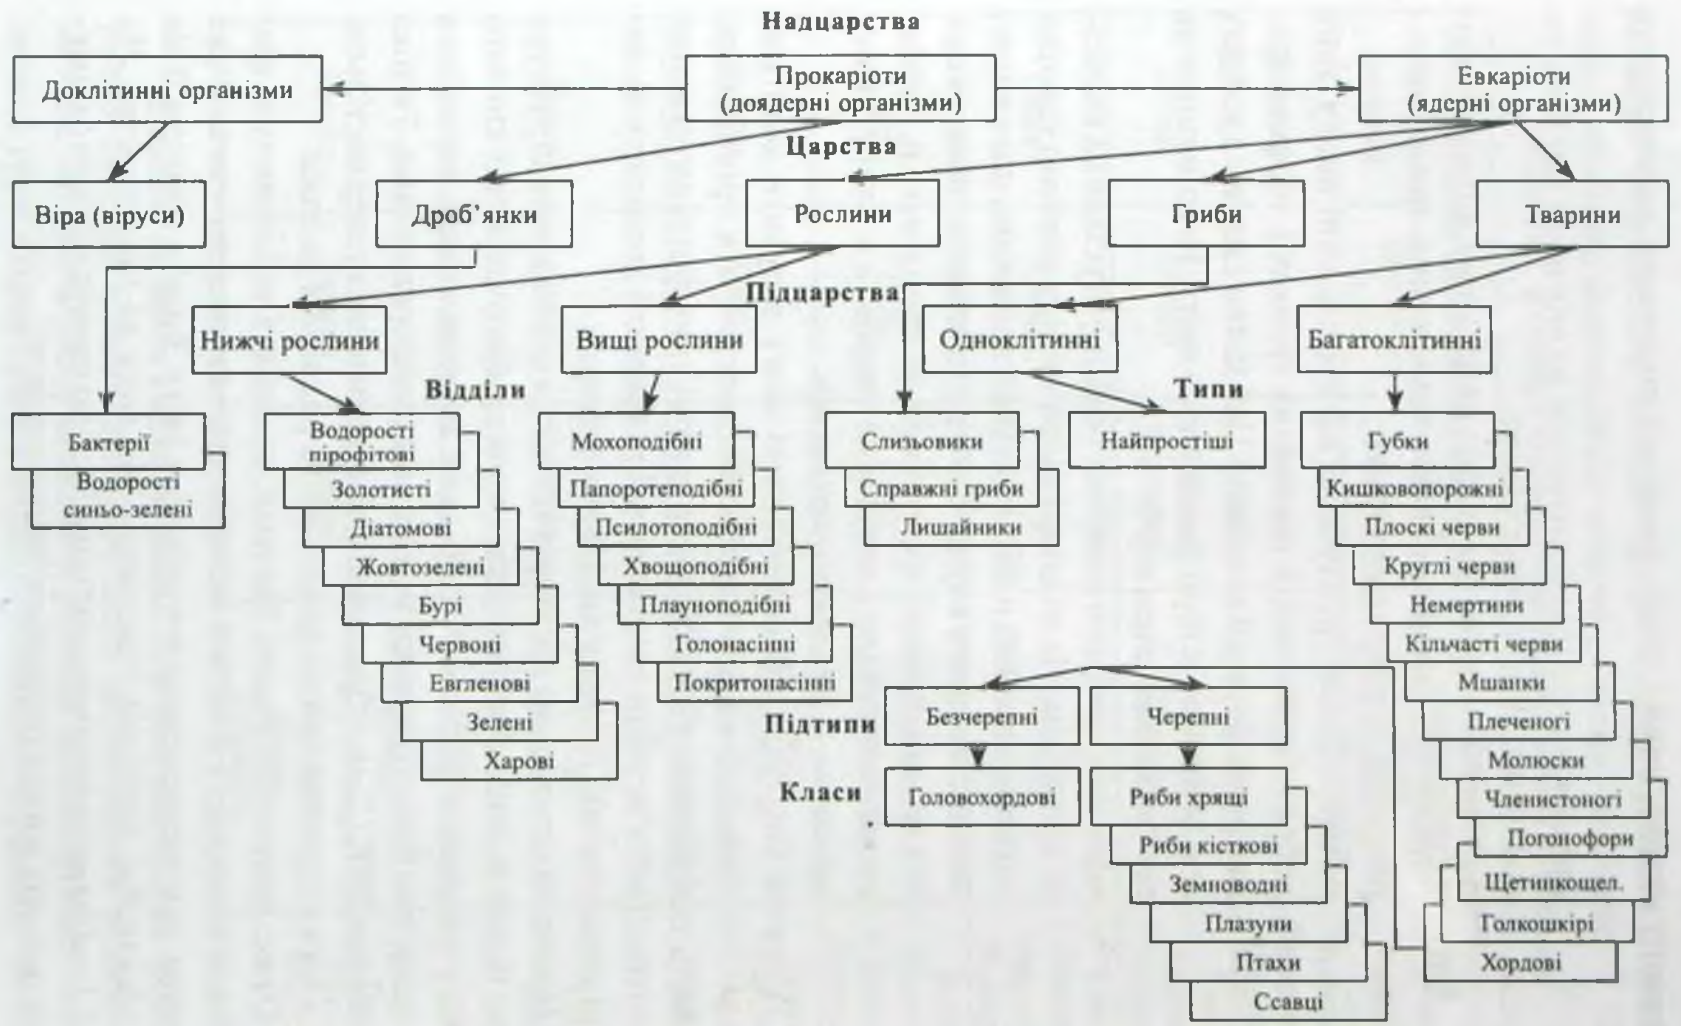 Надцарства
Доклітинні організми
Прокаріоти
(доядерні організми)
Евкаріоти
(ядерні організми)
Царства
Віра (віруси)
Дроб’янки
Рослини
Гриби
Тварини
Підцарства
Нижчі рослини
Вищі рослини
Одноклітинні
Багатоклітинні
Відділи
Типи
Бактерії
Водорості
синьо-зелені
Водорості
пірофітові
Золотисті
Діатомові
Жовтозелені
Бурі
Червоні
Евгленові
Зелені
Харові
Мохоподібні
Папоротеподібні
Псилотоподібні
Хвощоподібні
Плауноподібні
Голонасінні
Покритонасінні
Слизьовики
Справжні гриби
Лишайники
Найпростіші
Губки
Кишковопорожні
Плоскі черви
Круглі черви
Немертини
Кільчасті черви
Мшанки
Плеченогі
Молюски
Членистоногі
Погонофори
Щетинкощел.
Голкошкірі
Хордові
Підтипи
Безчерепні
Черепні
Класи
Головохордові
Риби хрящі
Риби кісткові
Земноводні
Плазуни
Птахи
Ссавці